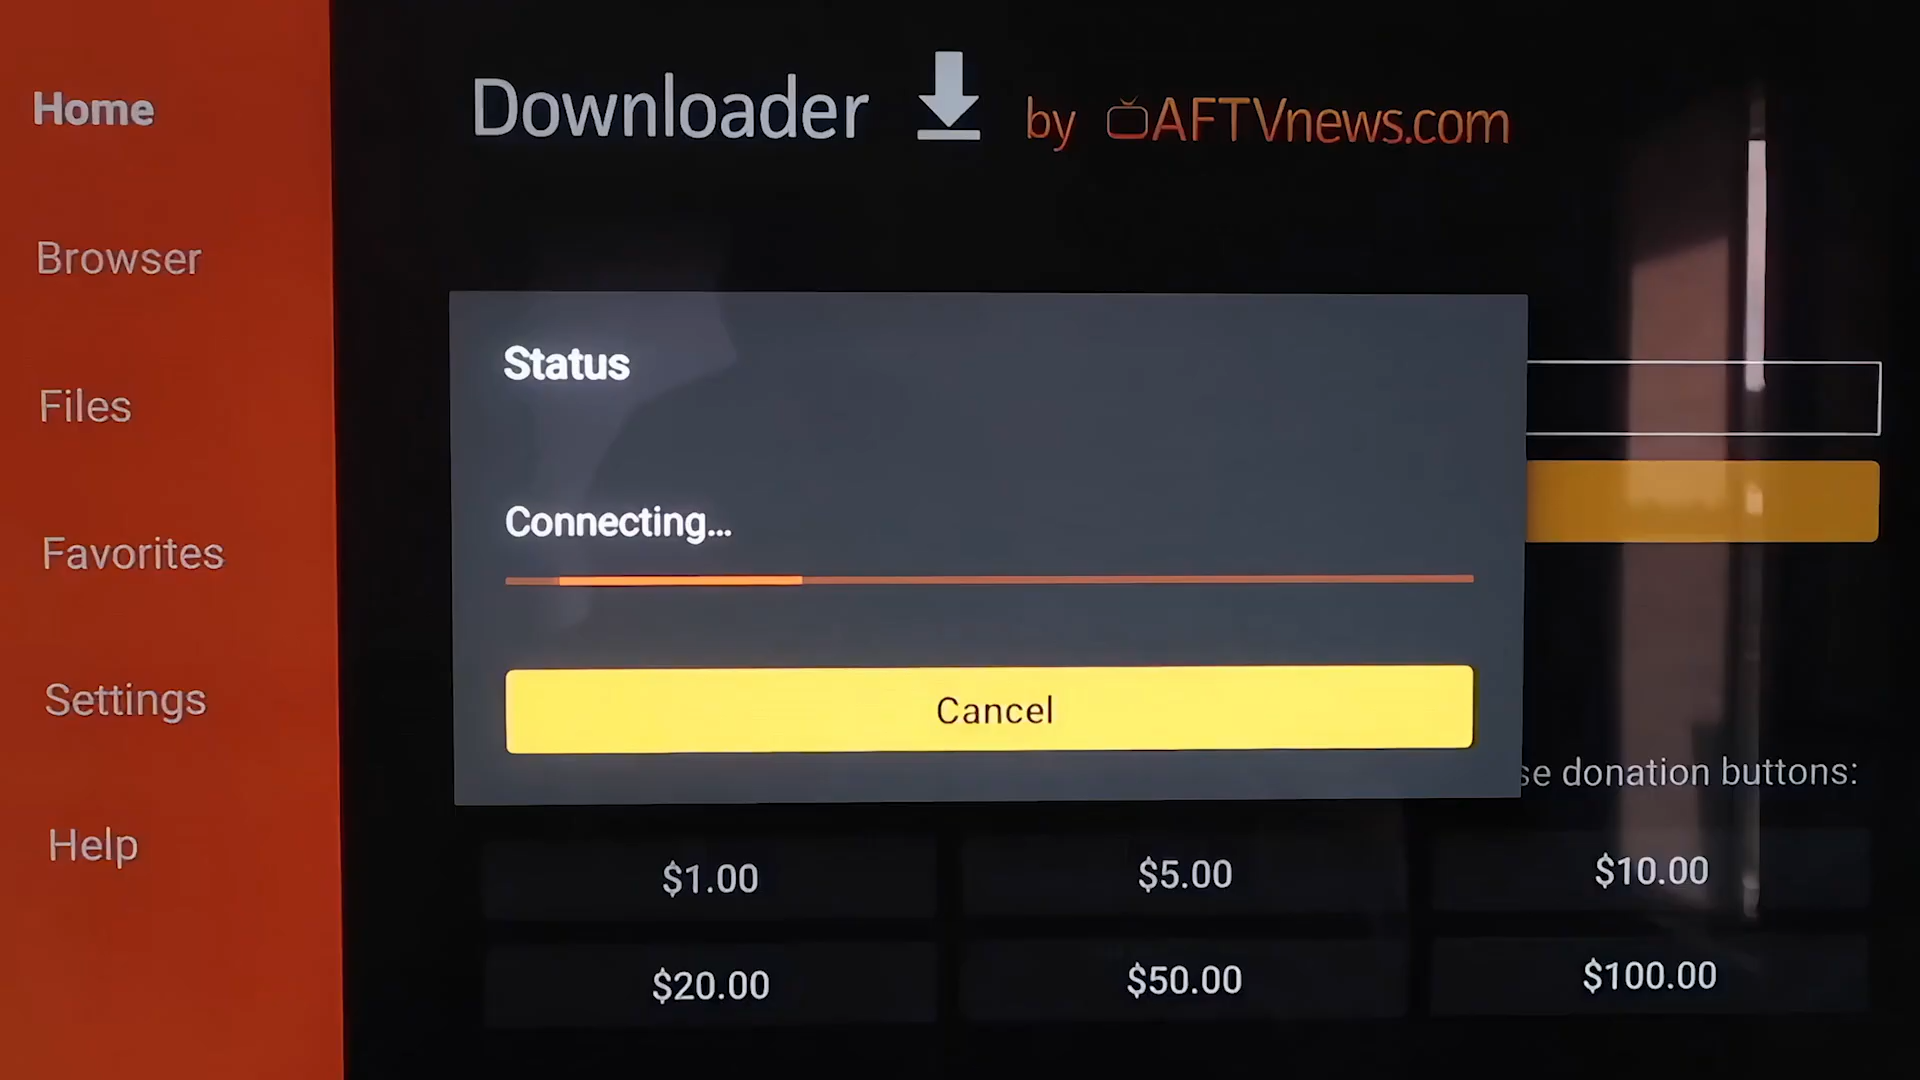 Home
Downloader by AFTVnews.com
Browser
Status
Files
Connecting...
Favorites
Settings
Cancel
donation buttons:
Help
$1.00
$5.00
$10.00
$20.00
$50.00
$100.00